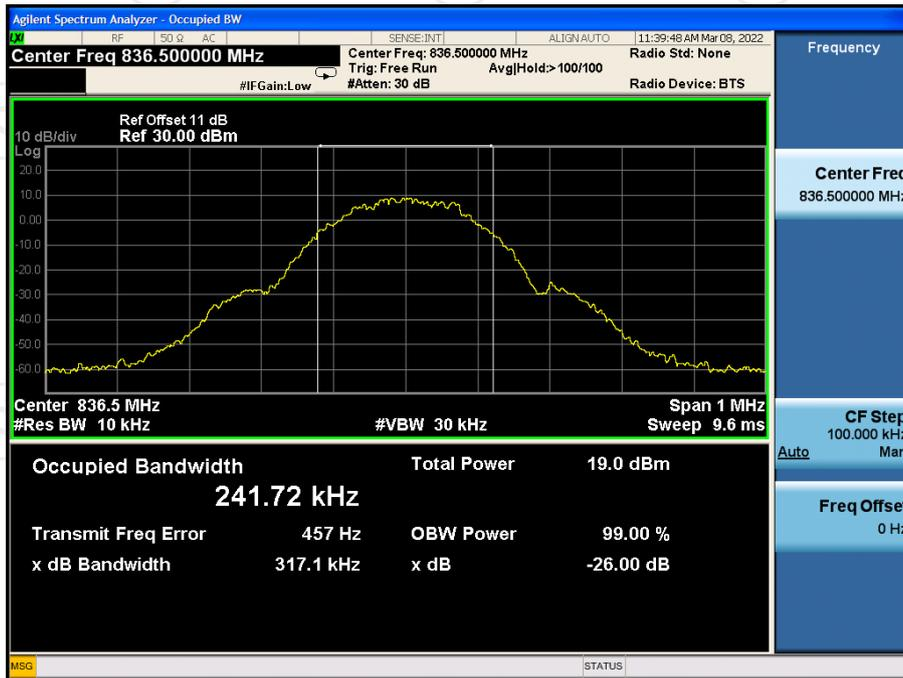 Agilent Spectrum Analyzer - Occupied BW
LXI RF 50 Ω AC SENSE:INT ALIGN AUTO 11:39:48 AM Mar 08, 2022
Center Freq 836.500000 MHz
Center Freq: 836.500000 MHz
Radio Std: None
Trig: Free Run Avg|Hold:>100/100
#IFGain:Low
#Atten: 30 dB
Radio Device: BTS
Frequency
Ref Offset 11 dB
10 dB/div Ref 30.00 dBm
Log
20.0
10.0
0.00
-10.0
-20.0
-30.0
-40.0
-50.0
-60.0
Center 836.5 MHz Span 1 MHz
#Res BW 10 kHz #VBW 30 kHz Sweep 9.6 ms
Center Freq
836.500000 MHz
CF Step
100.000 kHz
Auto Man
Freq Offset
0 Hz
Occupied Bandwidth Total Power 19.0 dBm
241.72 kHz
Transmit Freq Error 457 Hz OBW Power 99.00 %
x dB Bandwidth 317.1 kHz x dB -26.00 dB
MSG STATUS